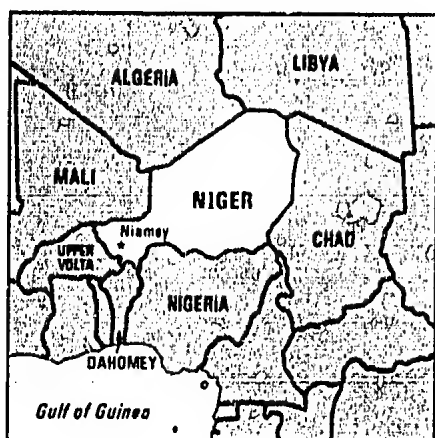 ALGERIA
LIBYA
MALI
NIGER
Niamey
CHAD
UPPER
VOLTA
NIGERIA
DAHOMEY
Gulf of Guinea